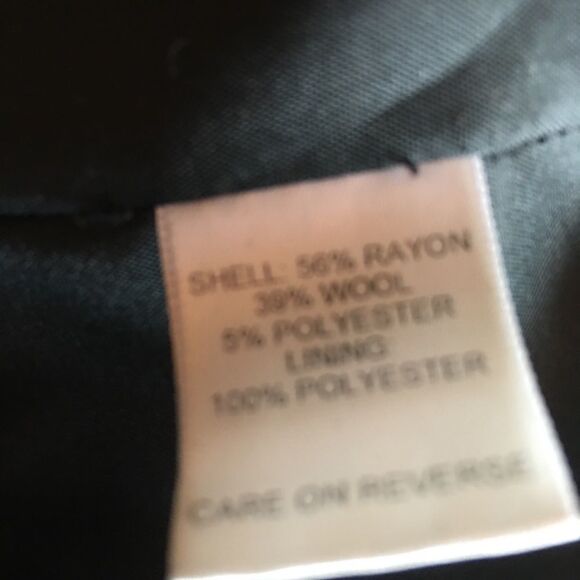 SHELL: 56% RAYON
39% WOOL
5% POLYESTER
LINING
100% POLYESTER
CARE ON REVERSE